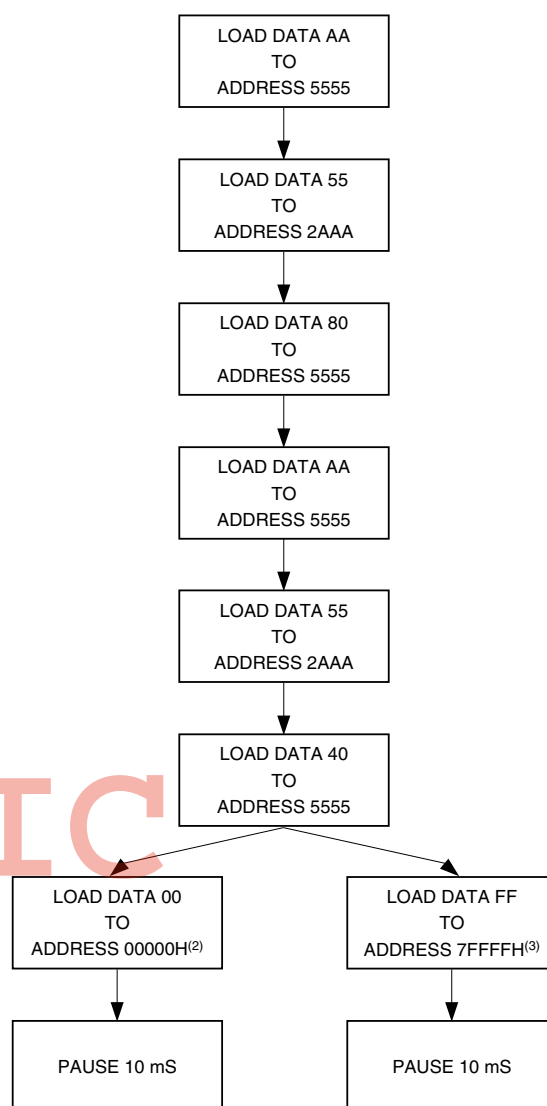 LOAD DATA AA
TO
ADDRESS 5555
LOAD DATA 55
TO
ADDRESS 2AAA
LOAD DATA 80
TO
ADDRESS 5555
LOAD DATA AA
TO
ADDRESS 5555
LOAD DATA 55
TO
ADDRESS 2AAA
LOAD DATA 40
TO
ADDRESS 5555
IC
LOAD DATA 00
TO
ADDRESS 00000H(2)
LOAD DATA FF
TO
ADDRESS 7FFFFH(3)
PAUSE 10 mS
PAUSE 10 mS